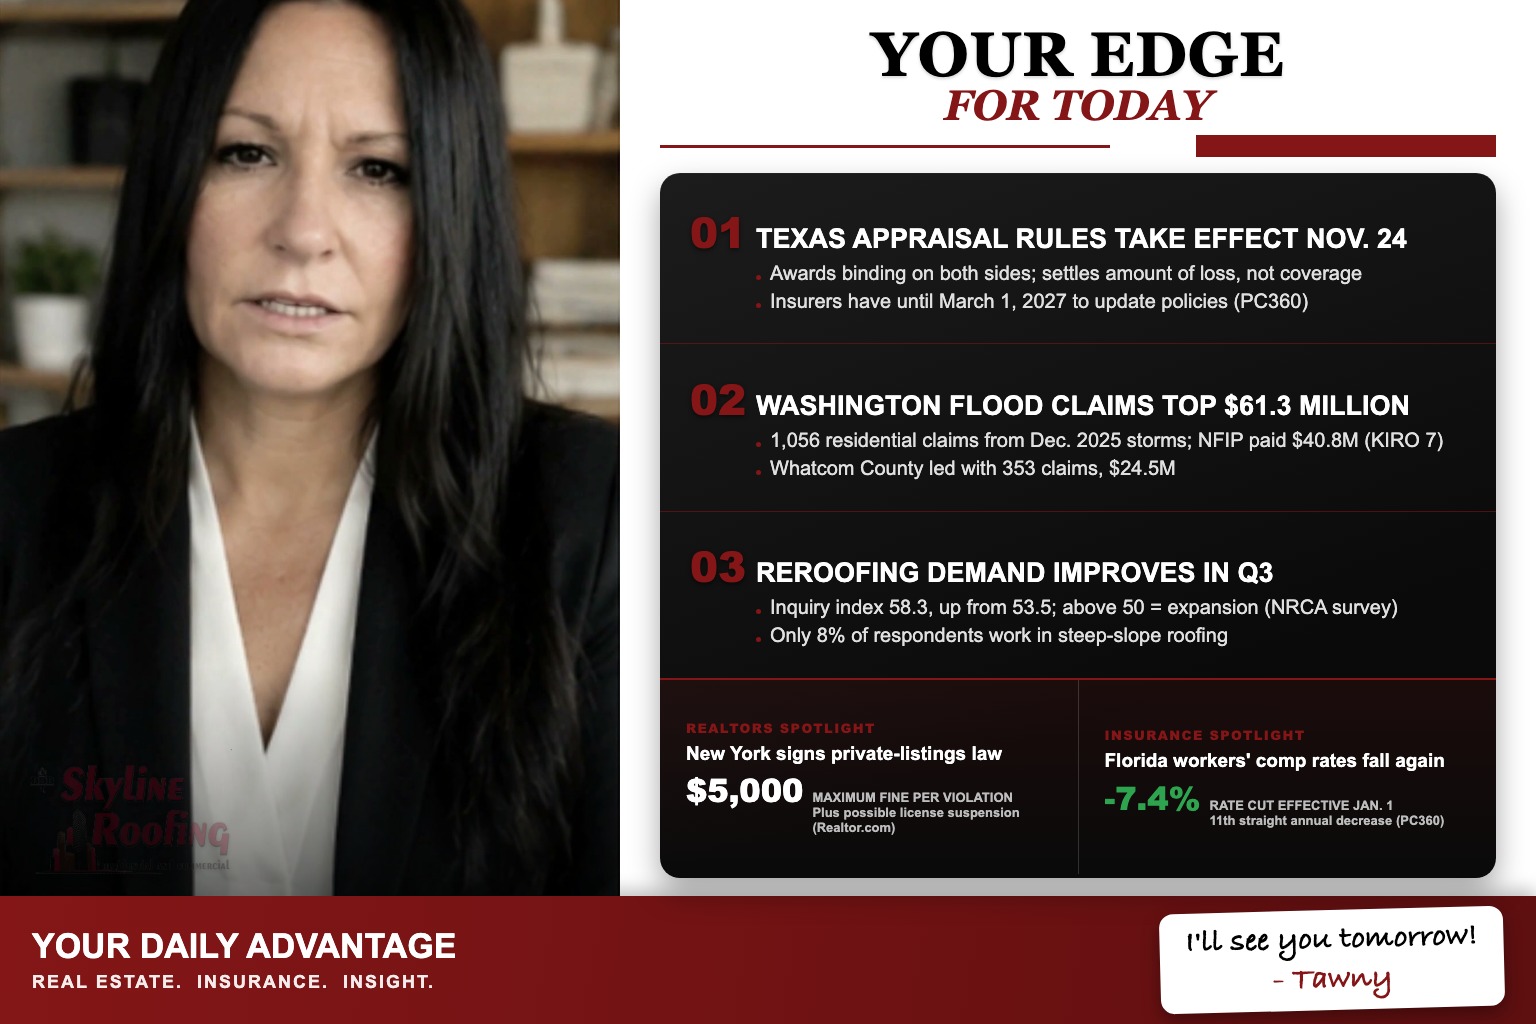 YOUR EDGE
FOR TODAY
01 TEXAS APPRAISAL RULES TAKE EFFECT NOV. 24
• Awards binding on both sides; settles amount of loss, not coverage
• Insurers have until March 1, 2027 to update policies (PC360)
02 WASHINGTON FLOOD CLAIMS TOP $61.3 MILLION
• 1,056 residential claims from Dec. 2025 storms; NFIP paid $40.8M (KIRO 7)
• Whatcom County led with 353 claims, $24.5M
03 REROOFING DEMAND IMPROVES IN Q3
• Inquiry index 58.3, up from 53.5; above 50 = expansion (NRCA survey)
• Only 8% of respondents work in steep-slope roofing
REALTORS SPOTLIGHT
New York signs private-listings law
$5,000 MAXIMUM FINE PER VIOLATION
Plus possible license suspension
(Realtor.com)
INSURANCE SPOTLIGHT
Florida workers' comp rates fall again
-7.4% RATE CUT EFFECTIVE JAN. 1
11th straight annual decrease (PC360)
Skyline
Roofing
YOUR DAILY ADVANTAGE
REAL ESTATE. INSURANCE. INSIGHT.
I'll see you tomorrow!
- Tawny